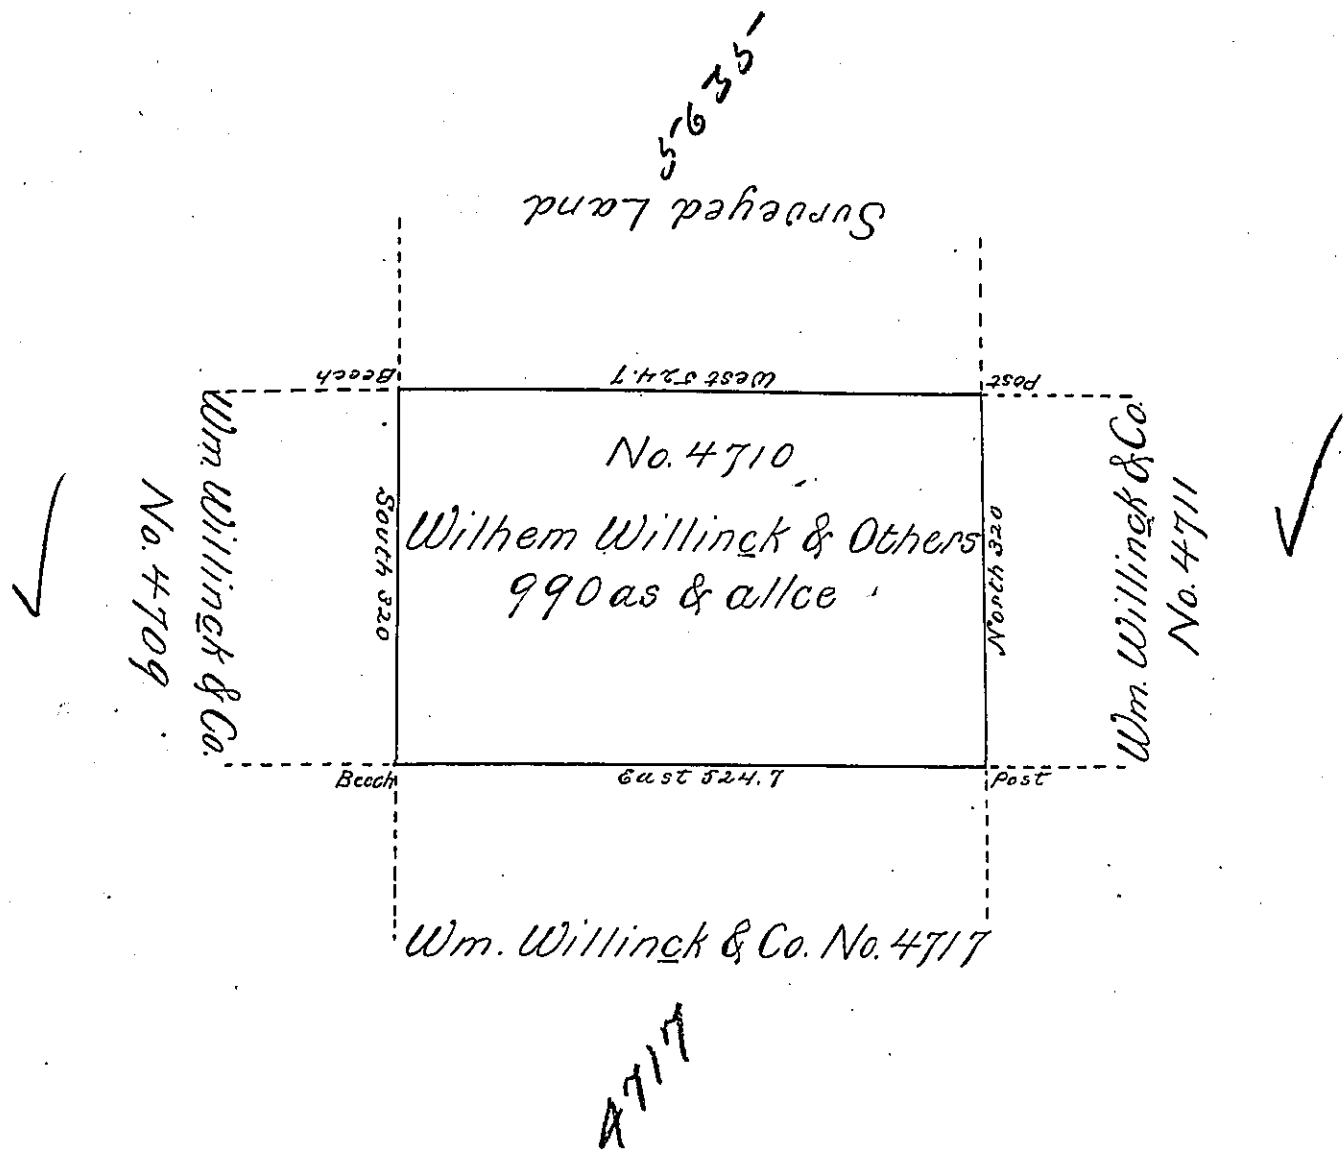 5635
Surveyed Land
Beech
West 524.7
Post
No. 4710
Wilhem Willinck & Others
990 as & allce
South 320
North 320
Wm. Willinck & Co.
No. 4709
Wm. Willinck & Co.
No. 4711
Beech
East 524.7
Post
Wm. Willinck & Co. No. 4717
4717